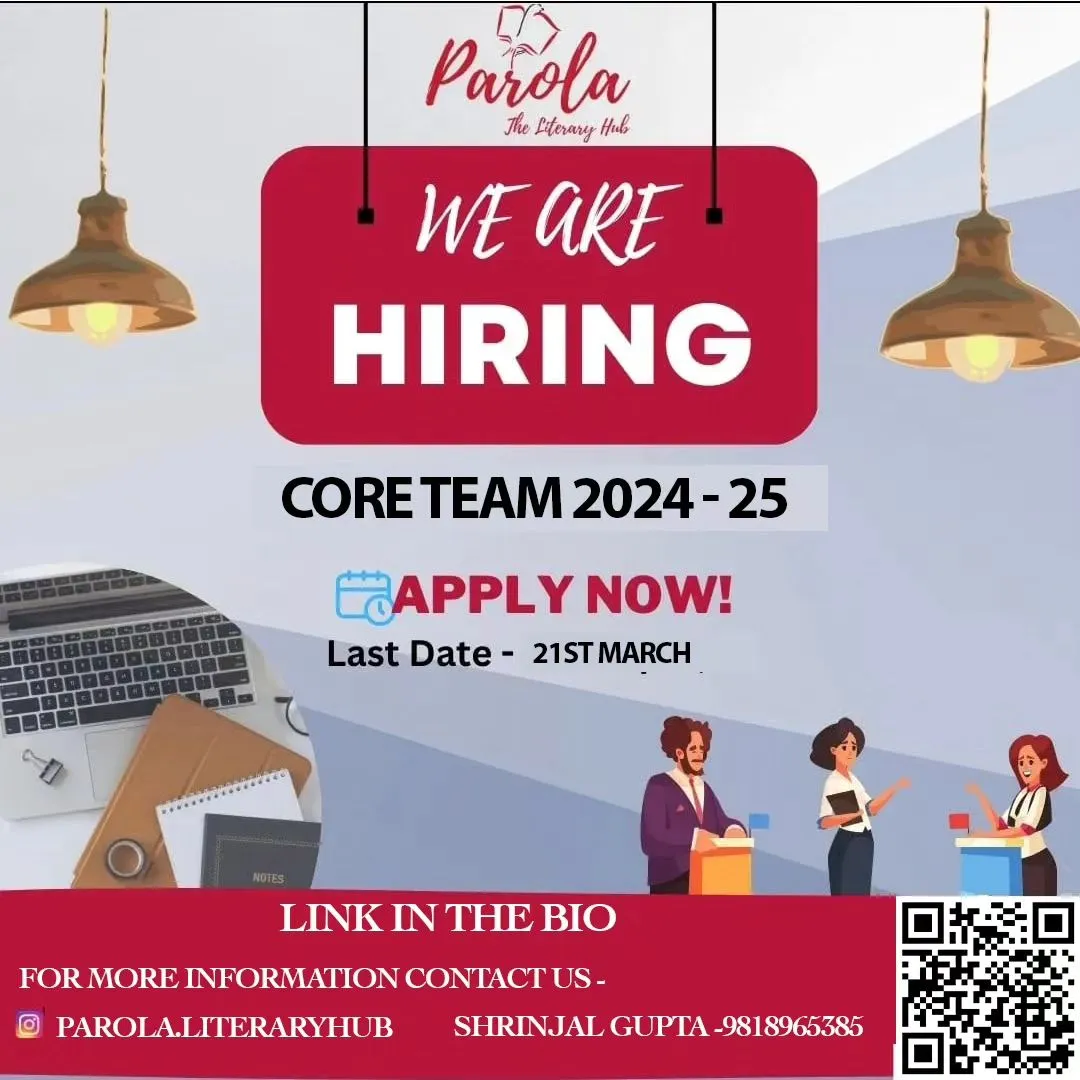 Parola
The Literary Hub
WE ARE
HIRING
CORE TEAM 2024 - 25
APPLY NOW!
Last Date - 21ST MARCH
NOTES
LINK IN THE BIO
FOR MORE INFORMATION CONTACT US -
PAROLA.LITERARYHUB SHRINJAL GUPTA -9818965385